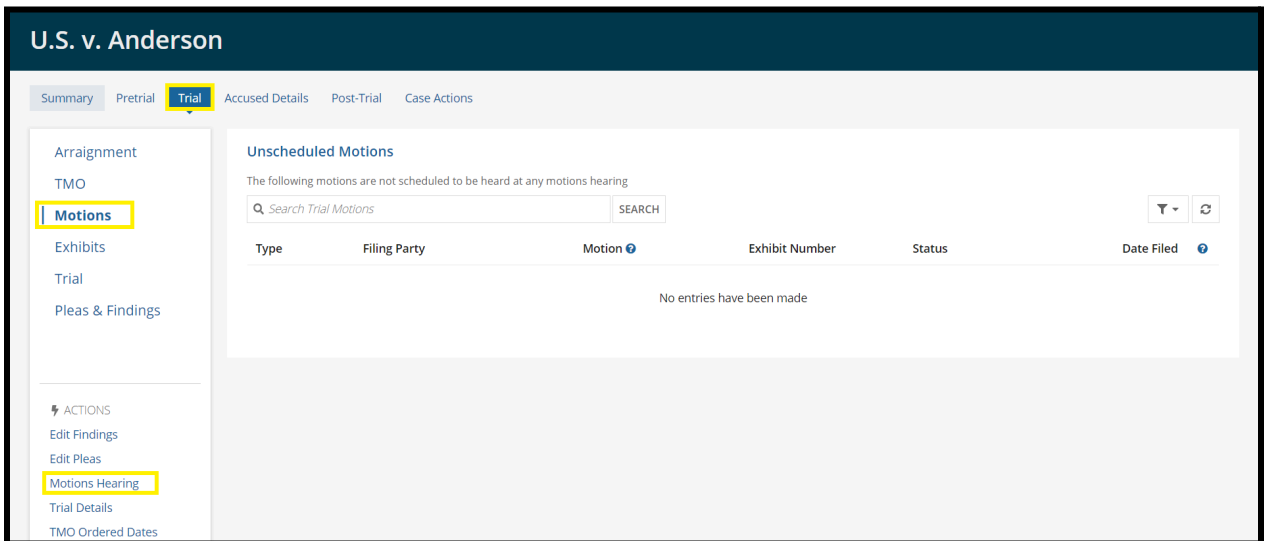 U.S. v. Anderson
Summary Pretrial Trial Accused Details Post-Trial Case Actions
Arraignment
TMO
Motions
Exhibits
Trial
Pleas & Findings
ACTIONS
Edit Findings
Edit Pleas
Motions Hearing
Trial Details
TMO Ordered Dates
Unscheduled Motions
The following motions are not scheduled to be heard at any motions hearing
Search Trial Motions SEARCH
Type Filing Party Motion ? Exhibit Number Status Date Filed ?
No entries have been made